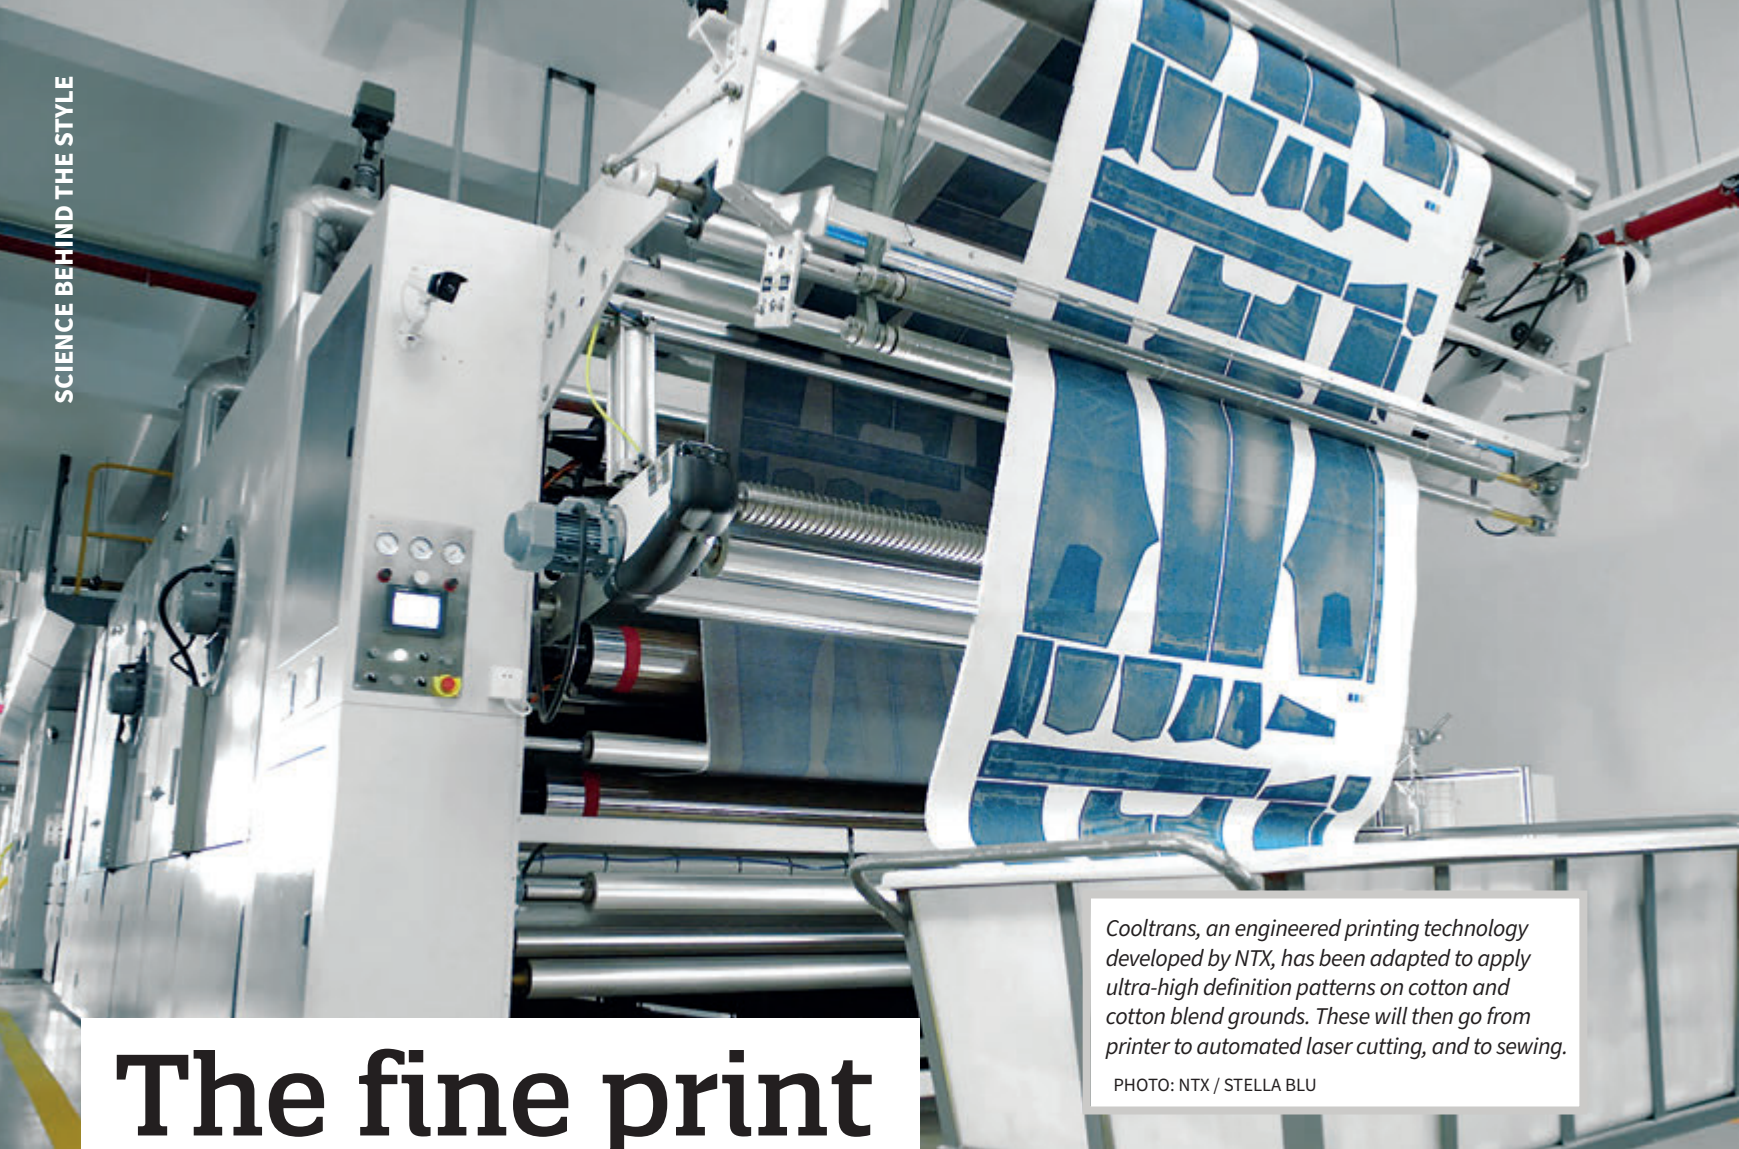 SCIENCE BEHIND THE STYLE
Cooltrans, an engineered printing technology
developed by NTX, has been adapted to apply
ultra-high definition patterns on cotton and
cotton blend grounds. These will then go from
printer to automated laser cutting, and to sewing.
PHOTO: NTX / STELLA BLU
The fine print